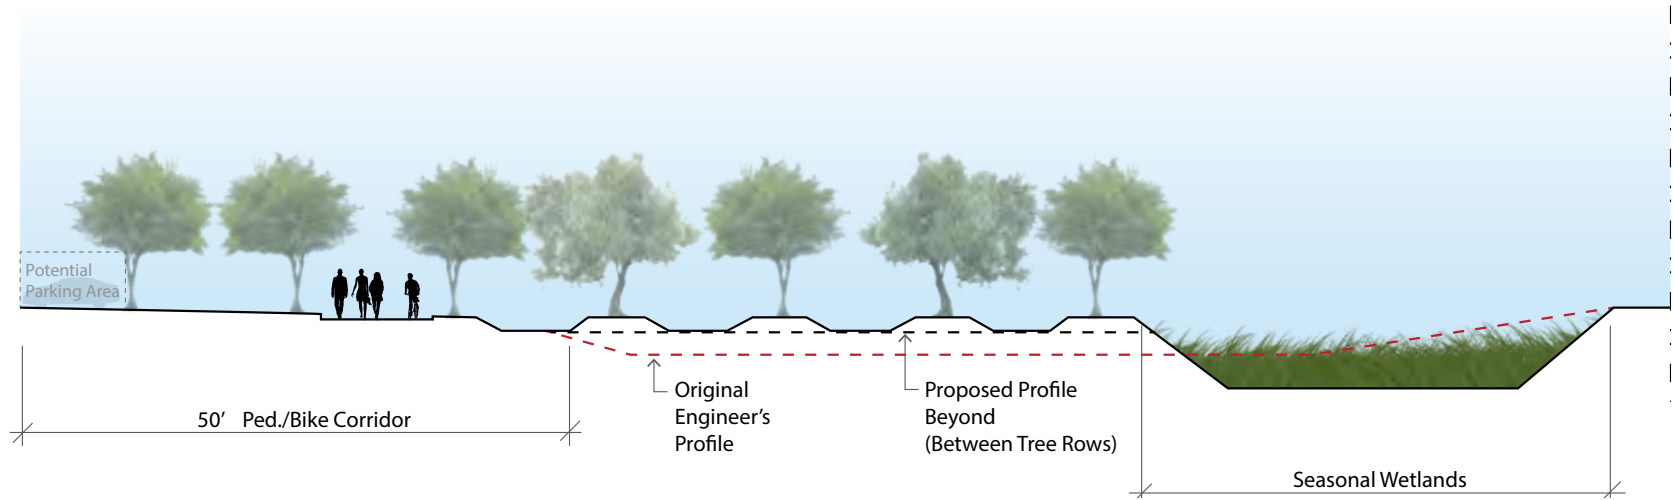 Potential
Parking Area
50' Ped./Bike Corridor
Original
Engineer's
Profile
Proposed Profile
Beyond
(Between Tree Rows)
Seasonal Wetlands